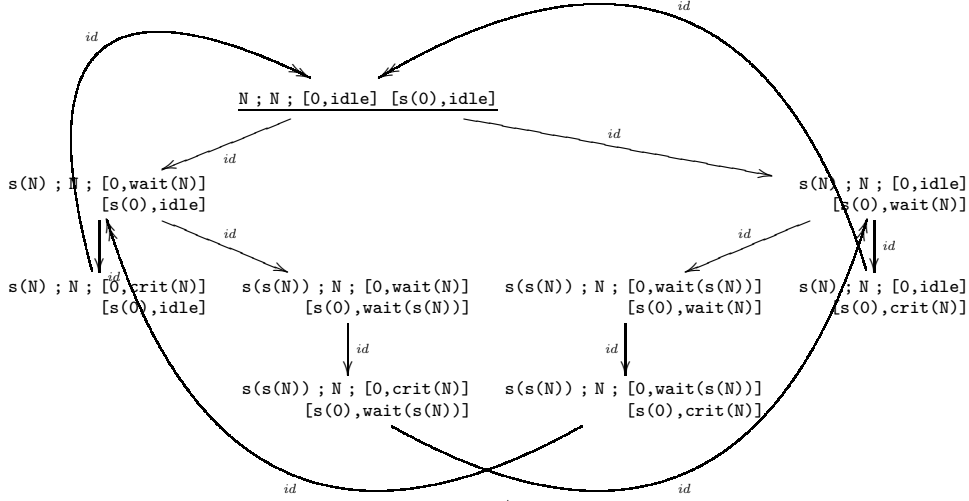 id
id
N ; N ; [0,idle] [s(0),idle]
id
id
s(N) ; N ; [0,wait(N)]
[s(0),idle]
s(N) ; N ; [0,idle]
[s(0),wait(N)]
id
id
id
id
s(N) ; N ; [0,crit(N)]
[s(0),idle]
s(s(N)) ; N ; [0,wait(N)]
[s(0),wait(s(N))]
s(s(N)) ; N ; [0,wait(s(N))]
[s(0),wait(N)]
s(N) ; N ; [0,idle]
[s(0),crit(N)]
id
id
s(s(N)) ; N ; [0,crit(N)]
[s(0),wait(s(N))]
s(s(N)) ; N ; [0,wait(s(N))]
[s(0),crit(N)]
id
id